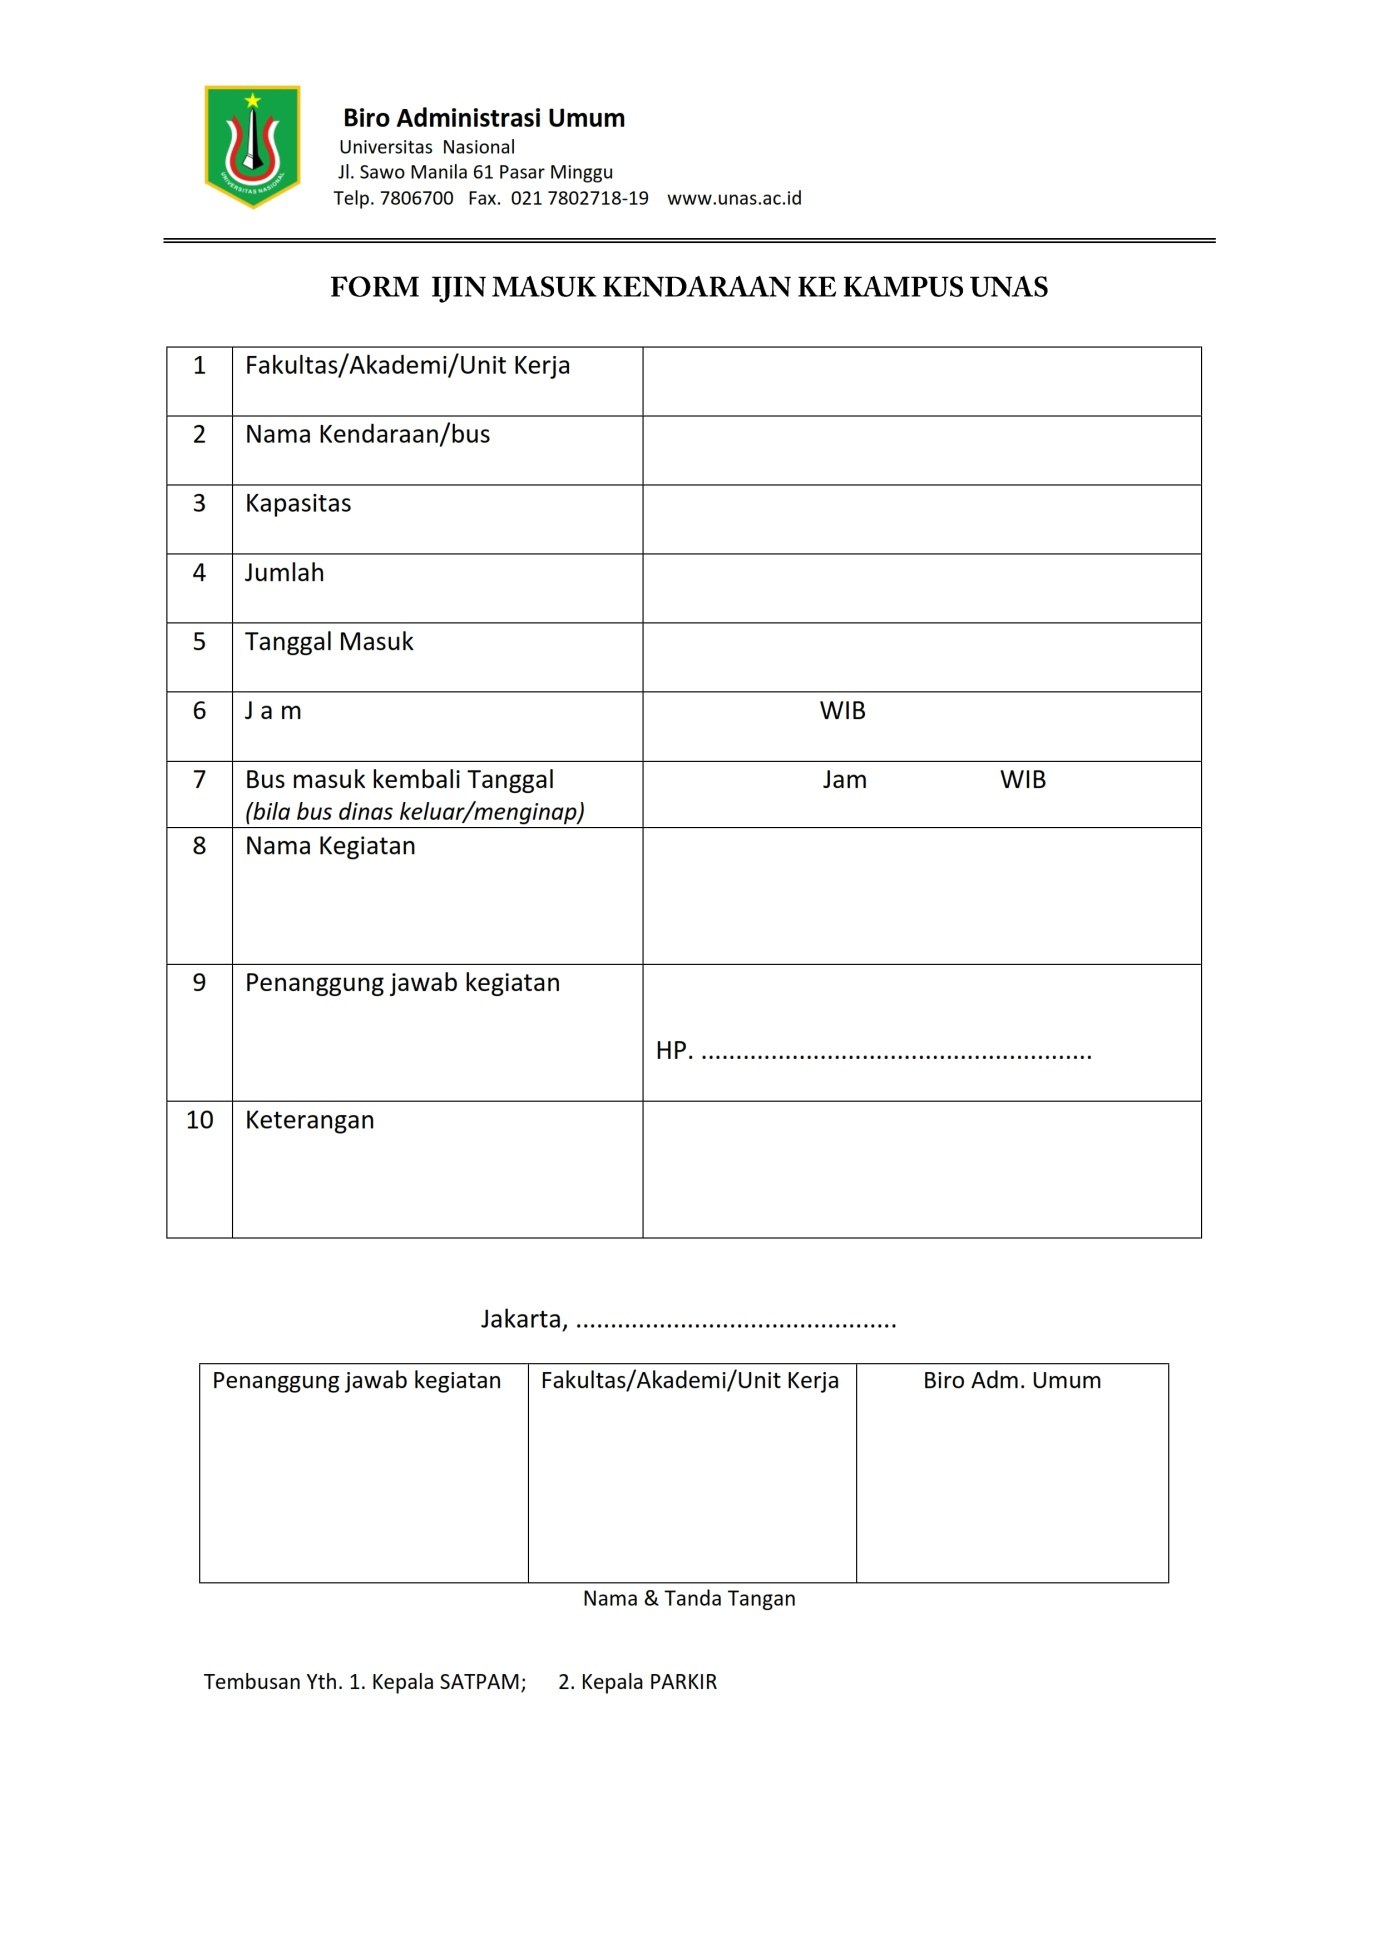 UNIVERSITAS NASIONAL
Biro Administrasi Umum
Universitas  Nasional
Jl. Sawo Manila 61 Pasar Minggu
Telp. 7806700   Fax.  021 7802718-19    www.unas.ac.id
FORM  IJIN MASUK KENDARAAN KE KAMPUS UNAS
1 Fakultas/Akademi/Unit Kerja
2 Nama Kendaraan/bus
3 Kapasitas
4 Jumlah
5 Tanggal Masuk
6 J a m WIB
7 Bus masuk kembali Tanggal Jam WIB
(bila bus dinas keluar/menginap)
8 Nama Kegiatan
9 Penanggung jawab kegiatan
HP. ........................................................
10 Keterangan
Jakarta, ..............................................
Penanggung jawab kegiatan Fakultas/Akademi/Unit Kerja Biro Adm. Umum
Nama & Tanda Tangan
Tembusan Yth. 1. Kepala SATPAM;     2. Kepala PARKIR